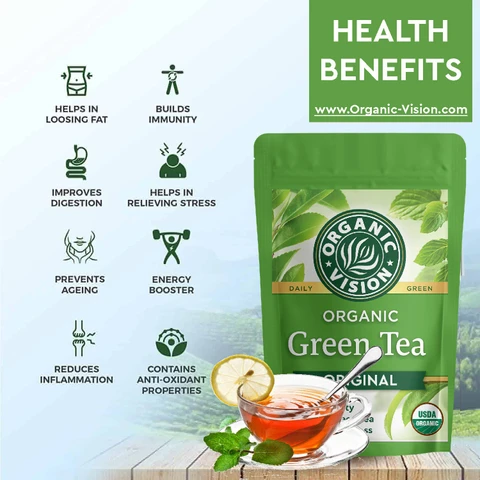 HEALTH
BENEFITS
www.Organic-Vision.com
HELPS IN
LOOSING FAT
BUILDS
IMMUNITY
IMPROVES
DIGESTION
HELPS IN
RELIEVING STRESS
PREVENTS
AGEING
ENERGY
BOOSTER
REDUCES
INFLAMMATION
CONTAINS
ANTI-OXIDANT
PROPERTIES
ORGANIC
VISION
DAILY
GREEN
ORGANIC
Green Tea
ORIGINAL
USDA
ORGANIC